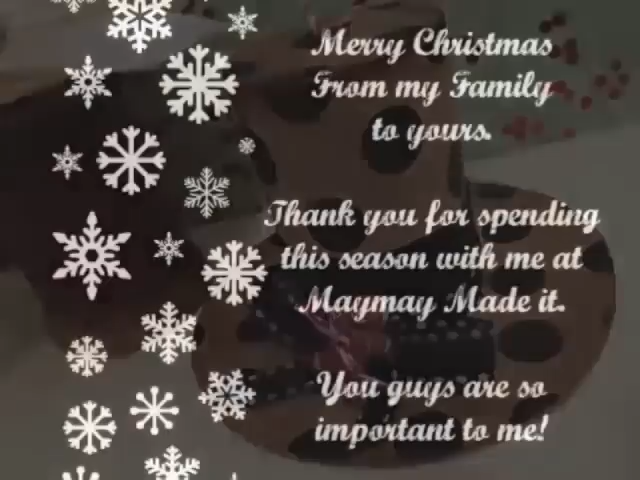 Merry Christmas
From my Family
to yours.
Thank you for spending
this season with me at
Maymay Made it.
You guys are so
important to me!